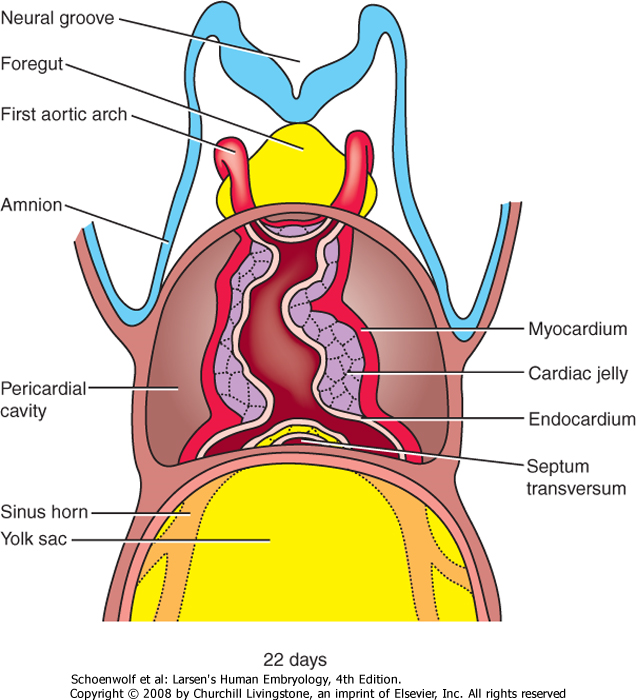 Neural groove
Foregut
First aortic arch
Amnion
Myocardium
Cardiac jelly
Pericardial
cavity
Endocardium
Septum
transversum
Sinus horn
Yolk sac
22 days
Schoenwolf et al: Larsen's Human Embryology, 4th Edition.
Copyright © 2008 by Churchill Livingstone, an imprint of Elsevier, Inc. All rights reserved